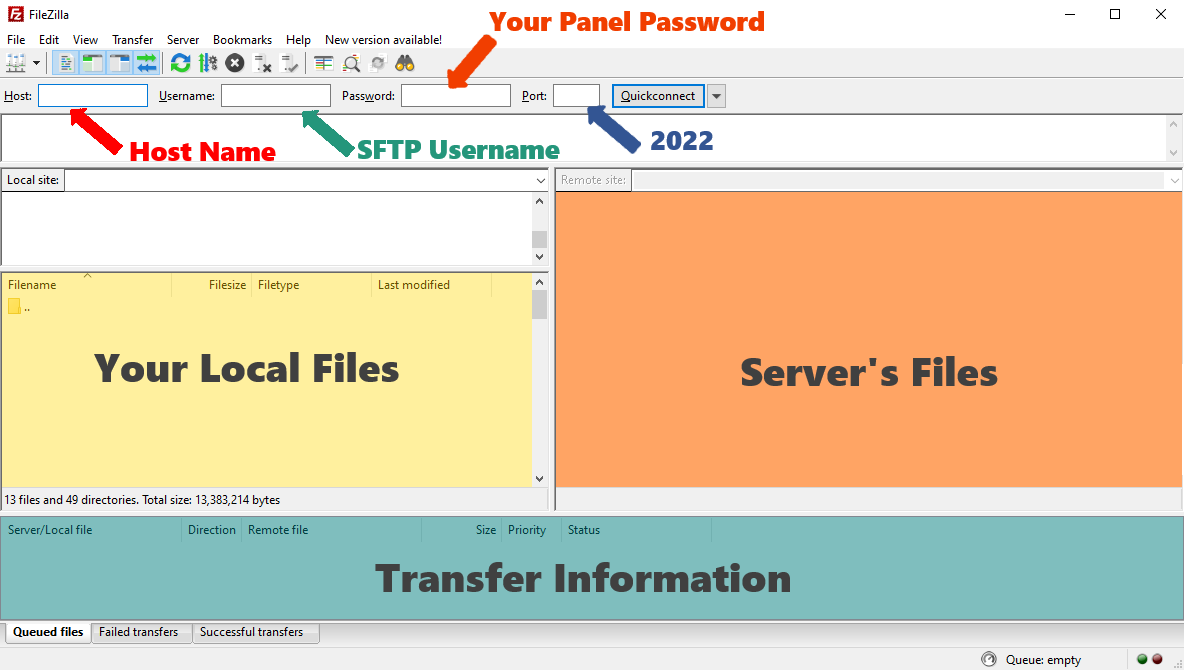 FileZilla
Your Panel Password
File Edit View Transfer Server Bookmarks Help New version available!
Host: Username: Password: Port: Quickconnect
Host Name
SFTP Username
2022
Local site:
Remote site:
Filename Filesize Filetype Last modified
..
Your Local Files
Server's Files
13 files and 49 directories. Total size: 13,383,214 bytes
Server/Local file Direction Remote file Size Priority Status
Transfer Information
Queued files Failed transfers Successful transfers
Queue: empty